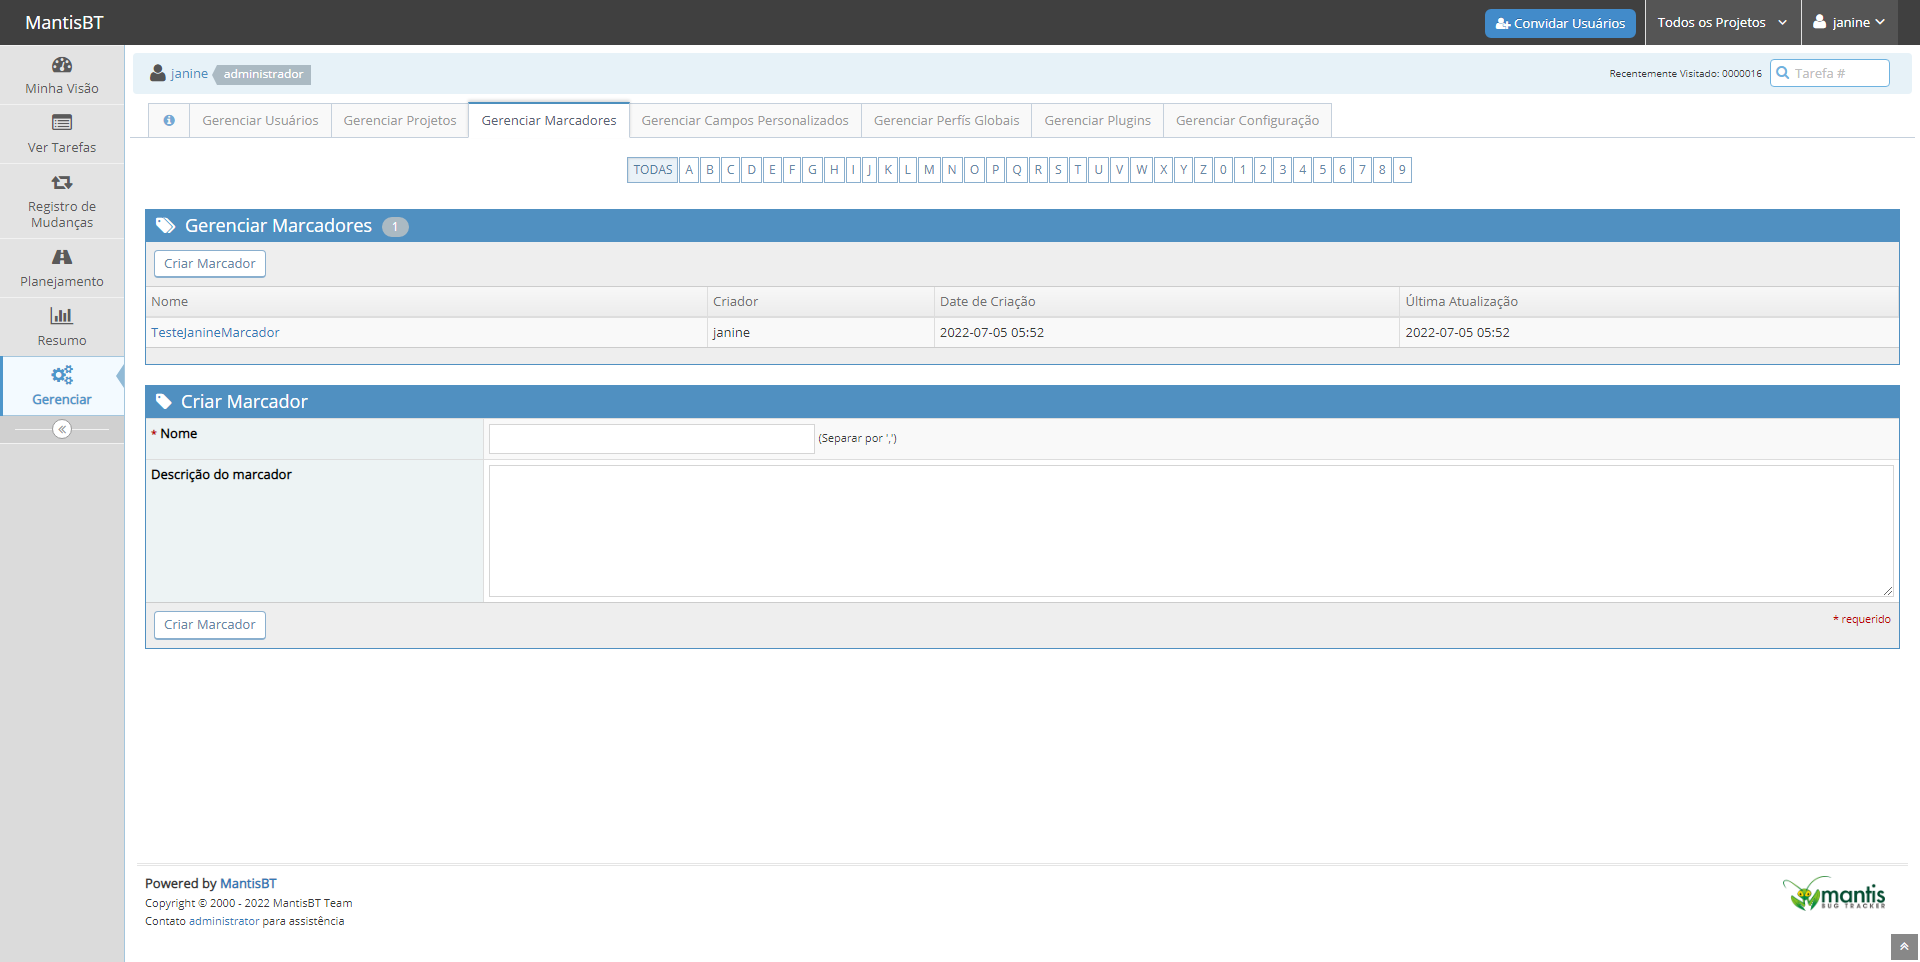 MantisBT
Convidar Usuários
Todos os Projetos
janine
Minha Visão
Ver Tarefas
Registro de
Mudanças
Planejamento
Resumo
Gerenciar
janine administrador
Recentemente Visitado: 0000016
Tarefa #
Gerenciar Usuários
Gerenciar Projetos
Gerenciar Marcadores
Gerenciar Campos Personalizados
Gerenciar Perfís Globais
Gerenciar Plugins
Gerenciar Configuração
TODAS A B C D E F G H I J K L M N O P Q R S T U V W X Y Z 0 1 2 3 4 5 6 7 8 9
Gerenciar Marcadores 1
Criar Marcador
Nome Criador Date de Criação Última Atualização
TesteJanineMarcador janine 2022-07-05 05:52 2022-07-05 05:52
Criar Marcador
* Nome
(Separar por ',')
Descrição do marcador
Criar Marcador
* requerido
Powered by MantisBT
Copyright © 2000 - 2022 MantisBT Team
Contato administrator para assistência
mantis
BUG TRACKER